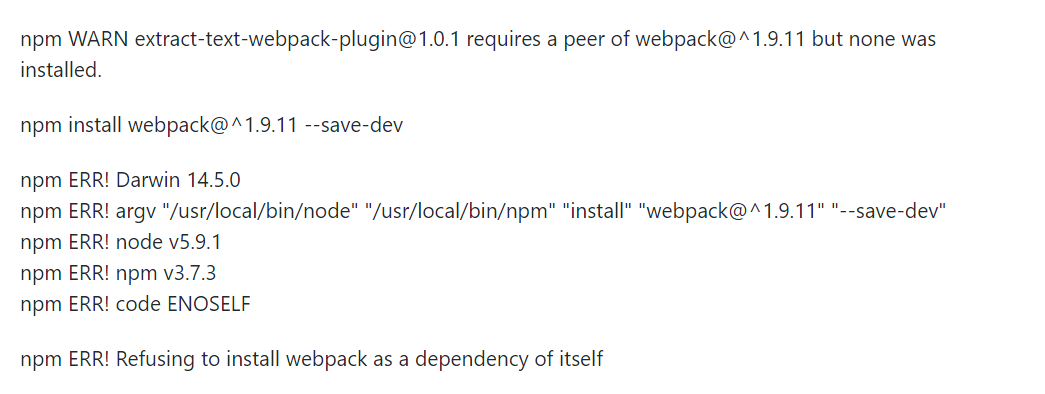 npm WARN extract-text-webpack-plugin@1.0.1 requires a peer of webpack@^1.9.11 but none was
installed.
npm install webpack@^1.9.11 --save-dev
npm ERR! Darwin 14.5.0
npm ERR! argv "/usr/local/bin/node" "/usr/local/bin/npm" "install" "webpack@^1.9.11" "--save-dev"
npm ERR! node v5.9.1
npm ERR! npm v3.7.3
npm ERR! code ENOSELF
npm ERR! Refusing to install webpack as a dependency of itself